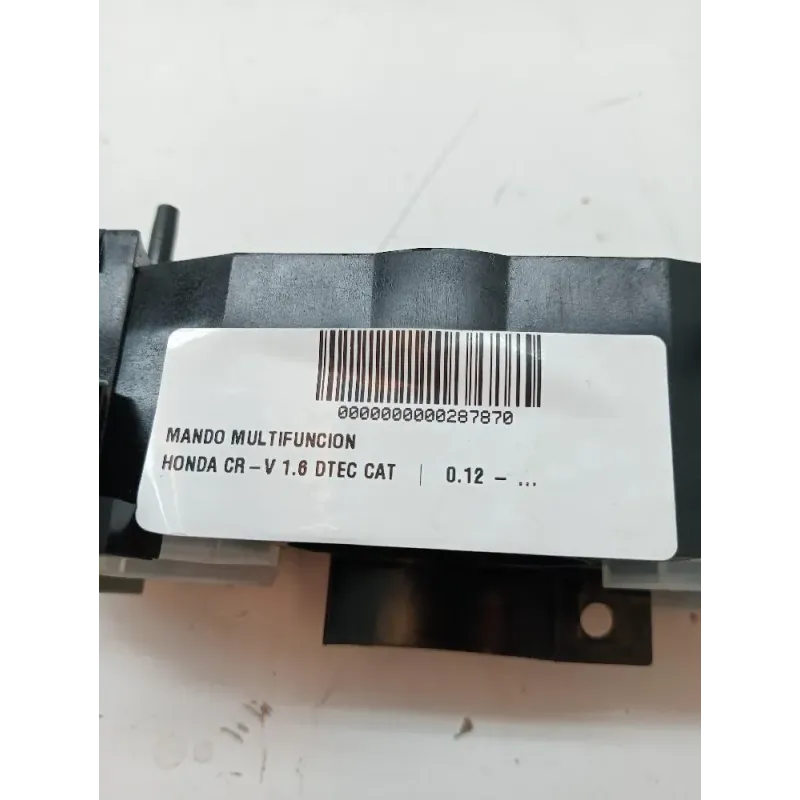 0000000000287870
MANDO MULTIFUNCION
HONDA CR-V 1.6 DTEC CAT | 0.12 - ...